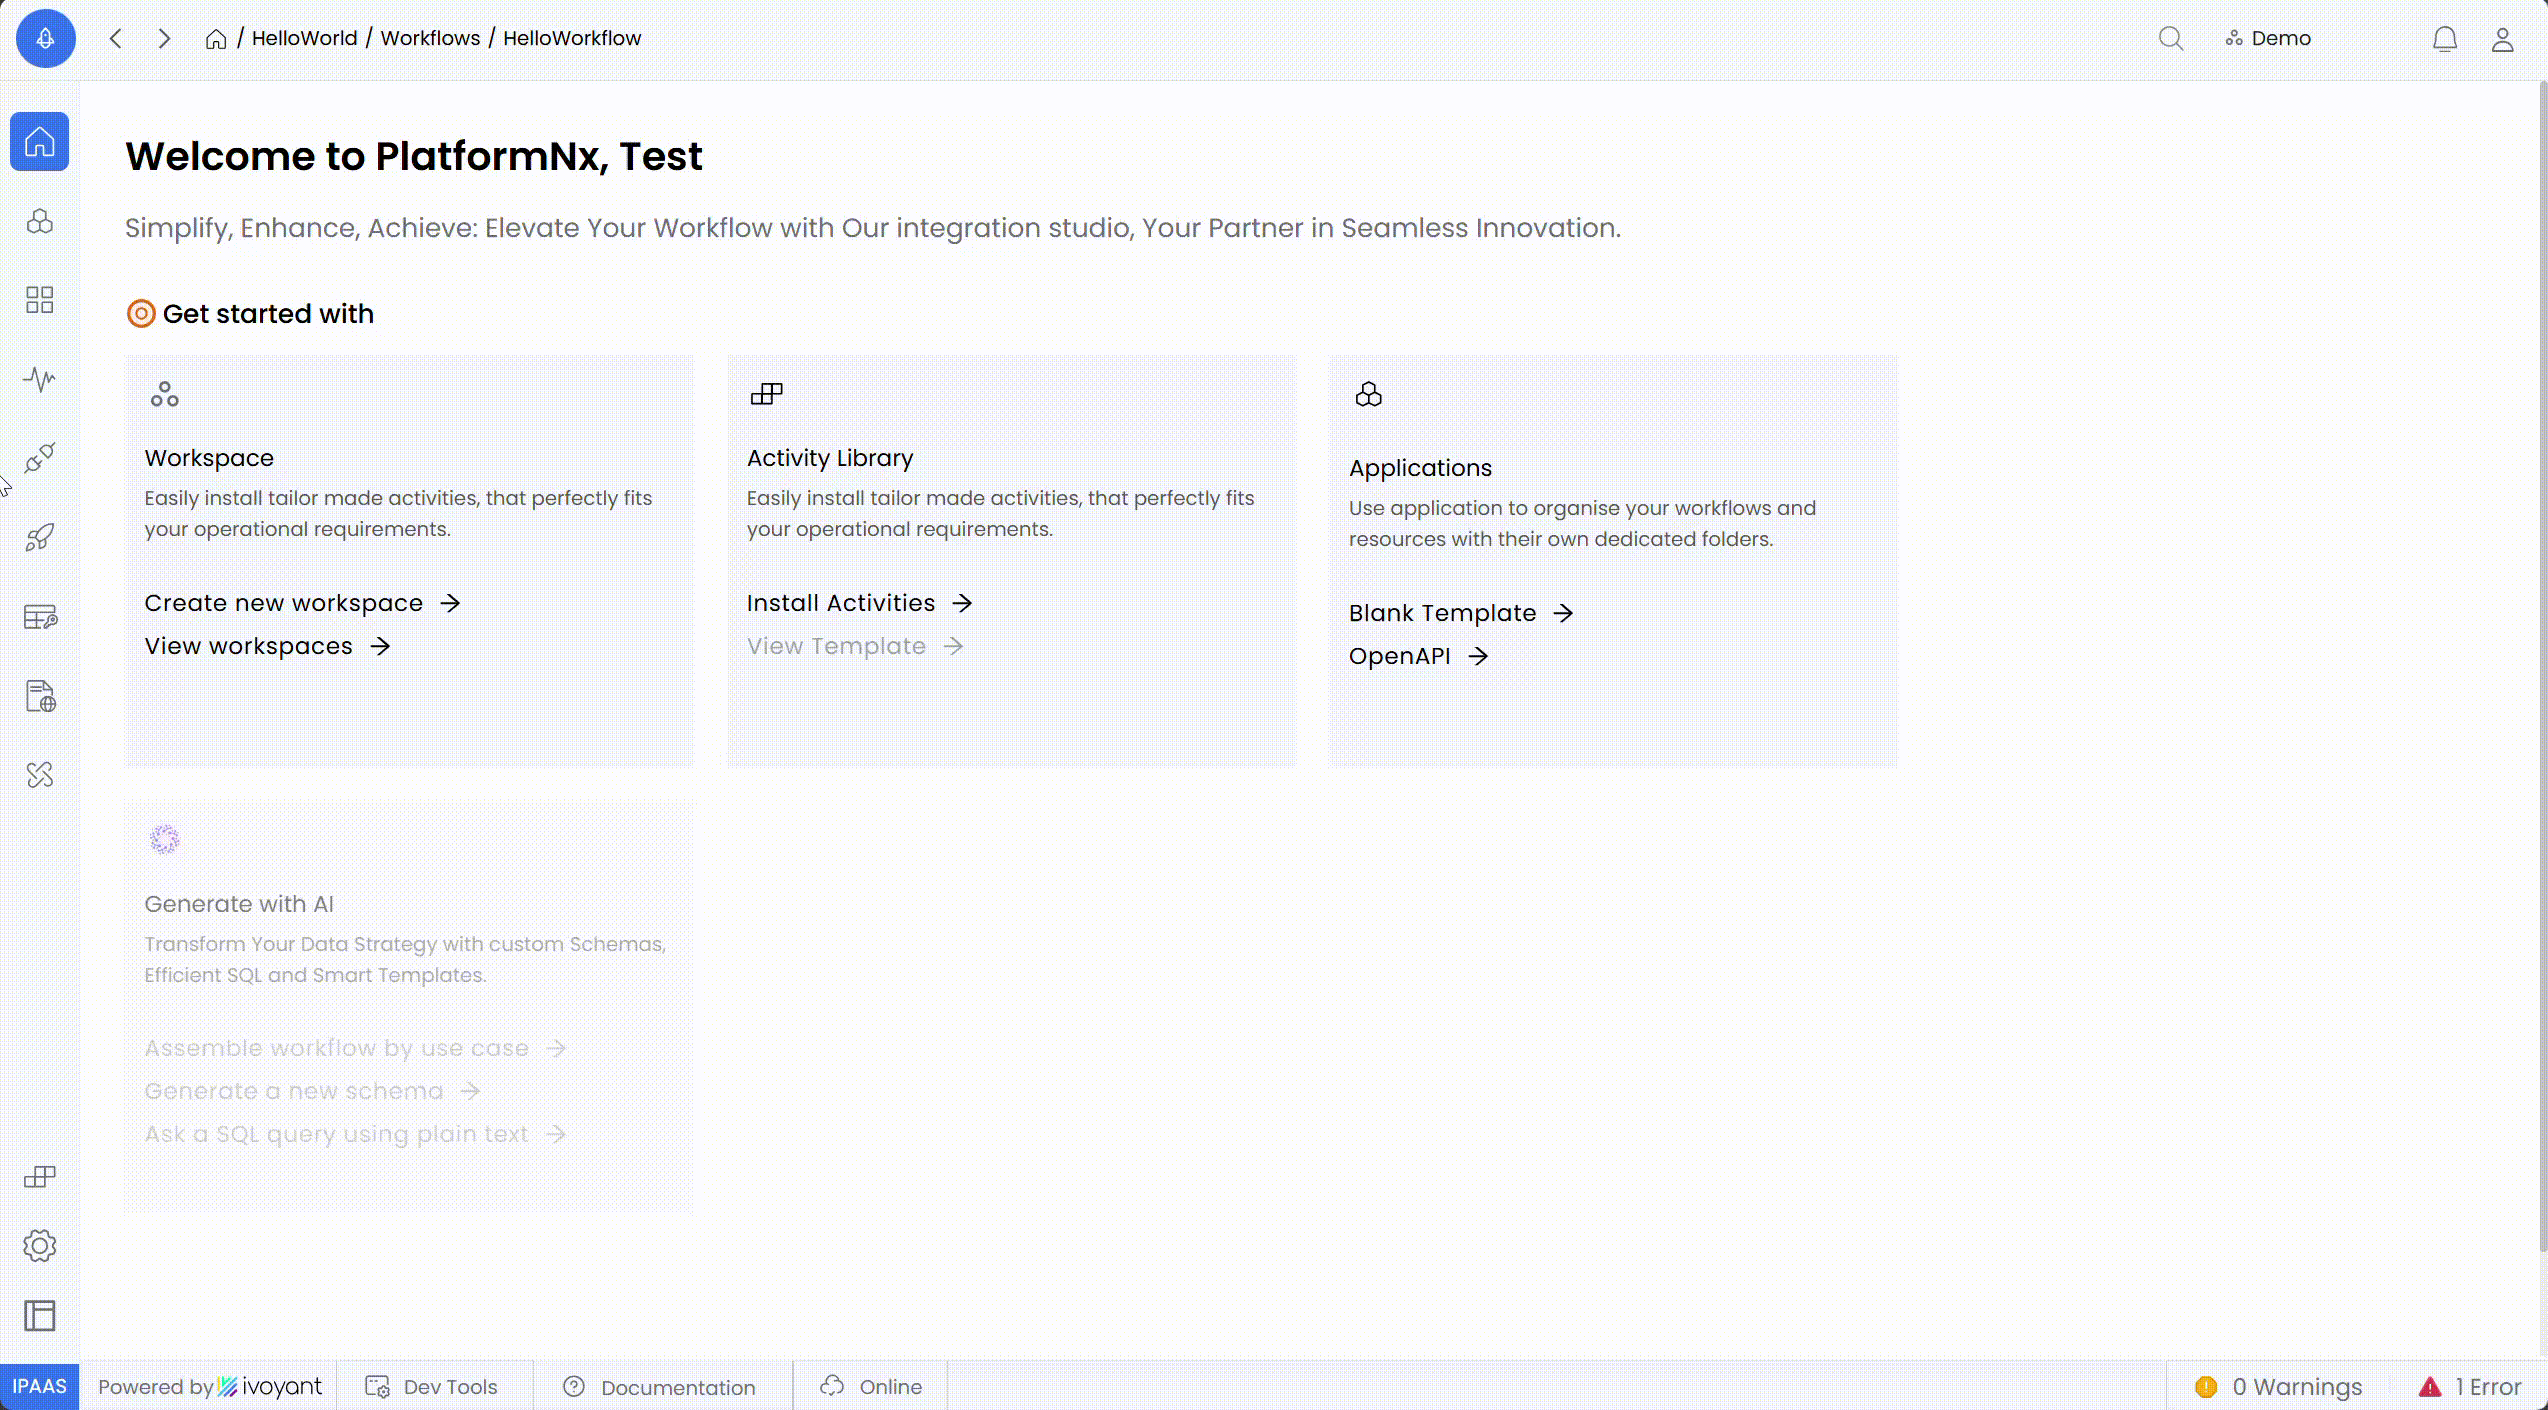 / HelloWorld / Workflows / HelloWorkflow
Demo
Welcome to PlatformNx, Test
Simplify, Enhance, Achieve: Elevate Your Workflow with Our integration studio, Your Partner in Seamless Innovation.
Get started with
Workspace
Easily install tailor made activities, that perfectly fits
your operational requirements.
Create new workspace →
View workspaces →
Activity Library
Easily install tailor made activities, that perfectly fits
your operational requirements.
Install Activities →
View Template →
Applications
Use application to organise your workflows and
resources with their own dedicated folders.
Blank Template →
OpenAPI →
Generate with AI
Transform Your Data Strategy with custom Schemas,
Efficient SQL and Smart Templates.
Assemble workflow by use case →
Generate a new schema →
Ask a SQL query using plain text →
IPAAS
Powered by ivoyant
Dev Tools
Documentation
Online
0 Warnings
1 Error